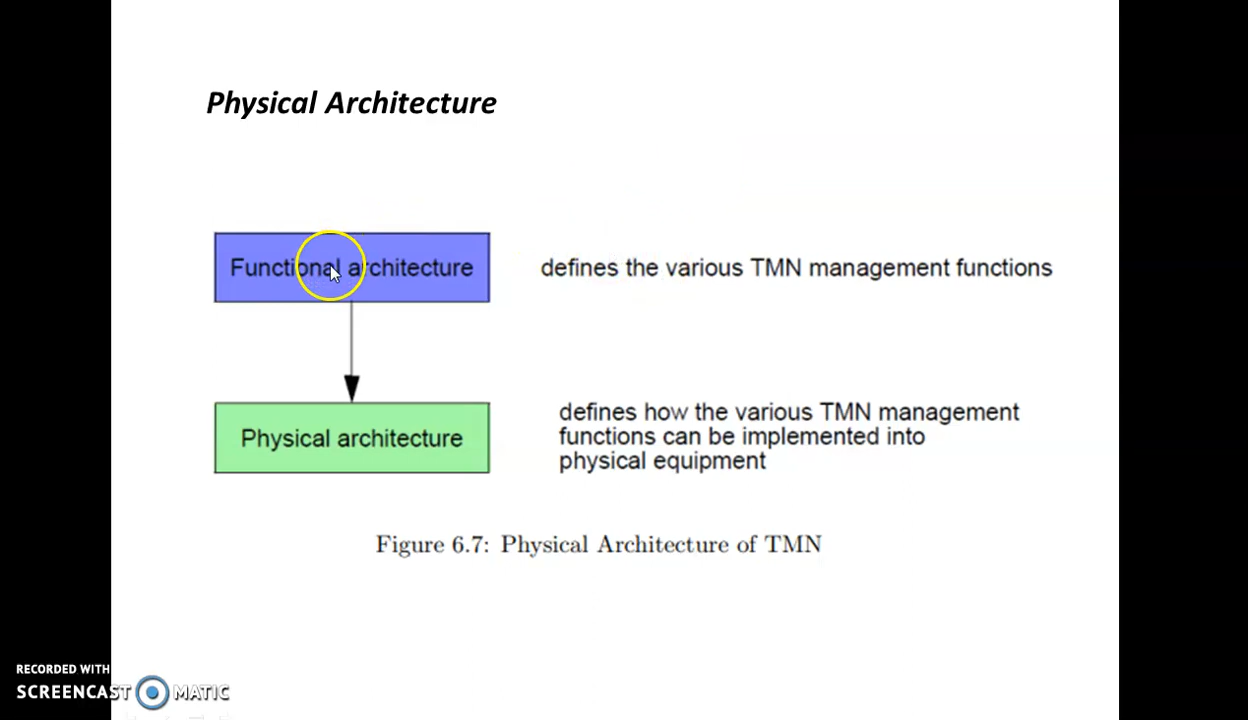 Physical Architecture
Functional architecture
defines the various TMN management functions
Physical architecture
defines how the various TMN management
functions can be implemented into
physical equipment
Figure 6.7: Physical Architecture of TMN
RECORDED WITH
SCREENCAST MATIC